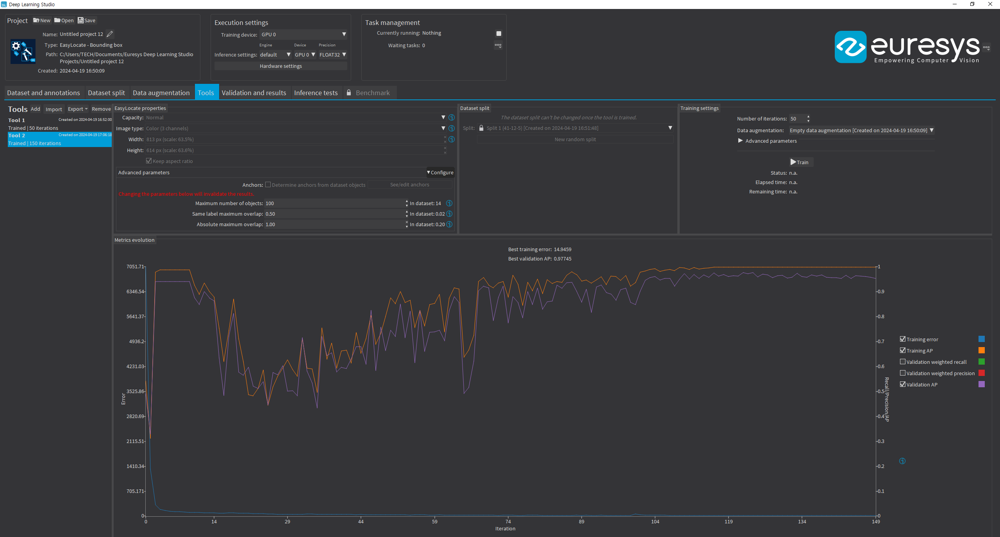 Deep Learning Studio
Project New Open Save
Name: Untitled project 12
Type: EasyLocate - Bounding box
Path: C:/Users/TECH/Documents/Euresys Deep Learning Studio
Projects/Untitled project 12
Created: 2024-04-19 16:50:09
Execution settings
Training device: GPU 0
Engine Device Precision
Inference settings: default GPU 0 FLOAT32
Hardware settings
Task management
Currently running: Nothing
Waiting tasks: 0
euresys
Empowering Computer Vision
Dataset and annotations Dataset split Data augmentation Tools Validation and results Inference tests Benchmark
Tools Add Import Export Remove
Tool 1 Created on 2024-04-19 16:52:00
Trained | 50 iterations
Tool 2 Created on 2024-04-19 17:06:18
Trained | 150 iterations
EasyLocate properties
Capacity: Normal
Image type: Color (3 channels)
Width: 813 px (scale: 63.5%)
Height: 614 px (scale: 63.6%)
Keep aspect ratio
Advanced parameters Configure
Anchors: Determine anchors from dataset objects See/edit anchors
Changing the parameters below will invalidate the results.
Maximum number of objects: 100 In dataset: 14
Same label maximum overlap: 0.50 In dataset: 0.02
Absolute maximum overlap: 1.00 In dataset: 0.20
Dataset split
The dataset split can't be changed once the tool is trained.
Split: Split 1 (41-12-5) [Created on 2024-04-19 16:51:48]
New random split
Training settings
Number of iterations: 50
Data augmentation: Empty data augmentation [Created on 2024-04-19 16:50:09]
Advanced parameters
Train
Status: n.a.
Elapsed time: n.a.
Remaining time: n.a.
Metrics evolution
Best training error: 14.9459
Best validation AP: 0.97745
7051.71
6346.54
5641.37
4936.2
4231.03
3525.86
2820.69
2115.51
1410.34
705.171
0
Error
0 14 29 44 59 74 89 104 119 134 149
Iteration
1
0.9
0.8
0.7
0.6
0.5
0.4
0.3
0.2
0.1
0
Recall/Precision/AP
Training error
Training AP
Validation weighted recall
Validation weighted precision
Validation AP